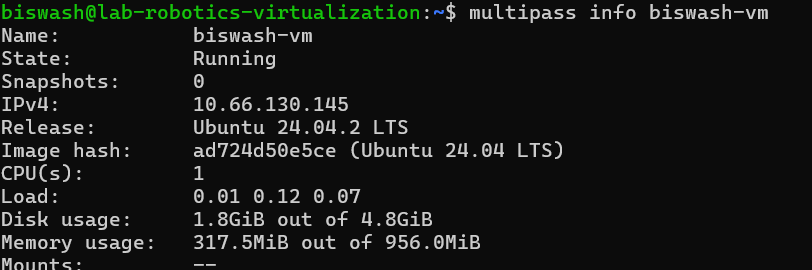 biswash@lab-robotics-virtualization:~$ multipass info biswash-vm
Name:           biswash-vm
State:          Running
Snapshots:      0
IPv4:           10.66.130.145
Release:        Ubuntu 24.04.2 LTS
Image hash:     ad724d50e5ce (Ubuntu 24.04 LTS)
CPU(s):         1
Load:           0.01 0.12 0.07
Disk usage:     1.8GiB out of 4.8GiB
Memory usage:   317.5MiB out of 956.0MiB
Mounts:         --